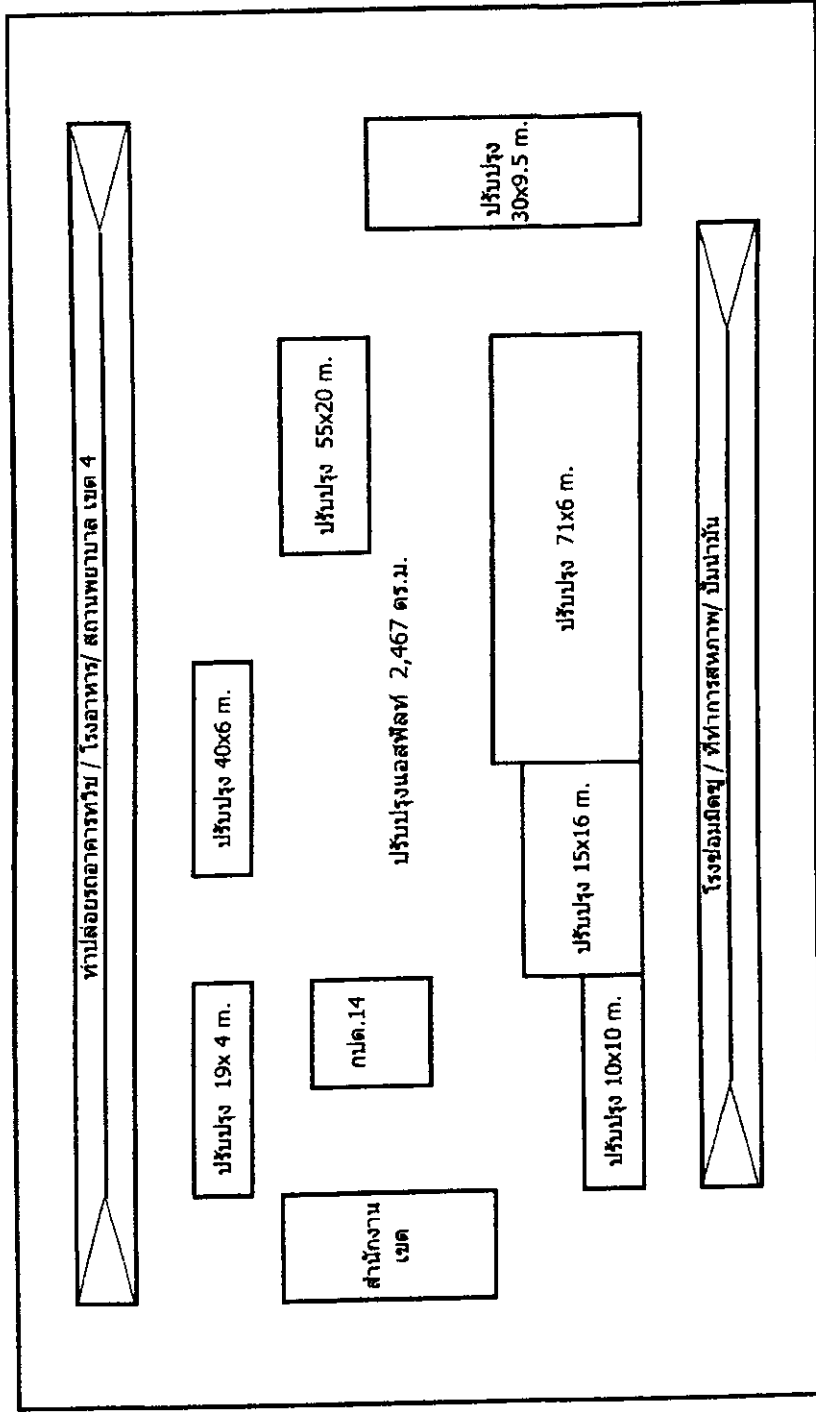 ท่าปล่อยรถอาคารทวิช / โรงอาหาร/ สถานพยาบาล เขต 4
ปรับปรุง 19x 4 m.
ปรับปรุง 40x6 m.
ปรับปรุง 55x20 m.
ปรับปรุง
30x9.5 m.
สำนักงาน
เขต
กปด.14
ปรับปรุงแอสฟัลท์ 2,467 ตร.ม.
ปรับปรุง 10x10 m.
ปรับปรุง 15x16 m.
ปรับปรุง 71x6 m.
โรงซ่อมมิตซู / ที่ทำการสหภาพ/ ปั๊มน้ำมัน